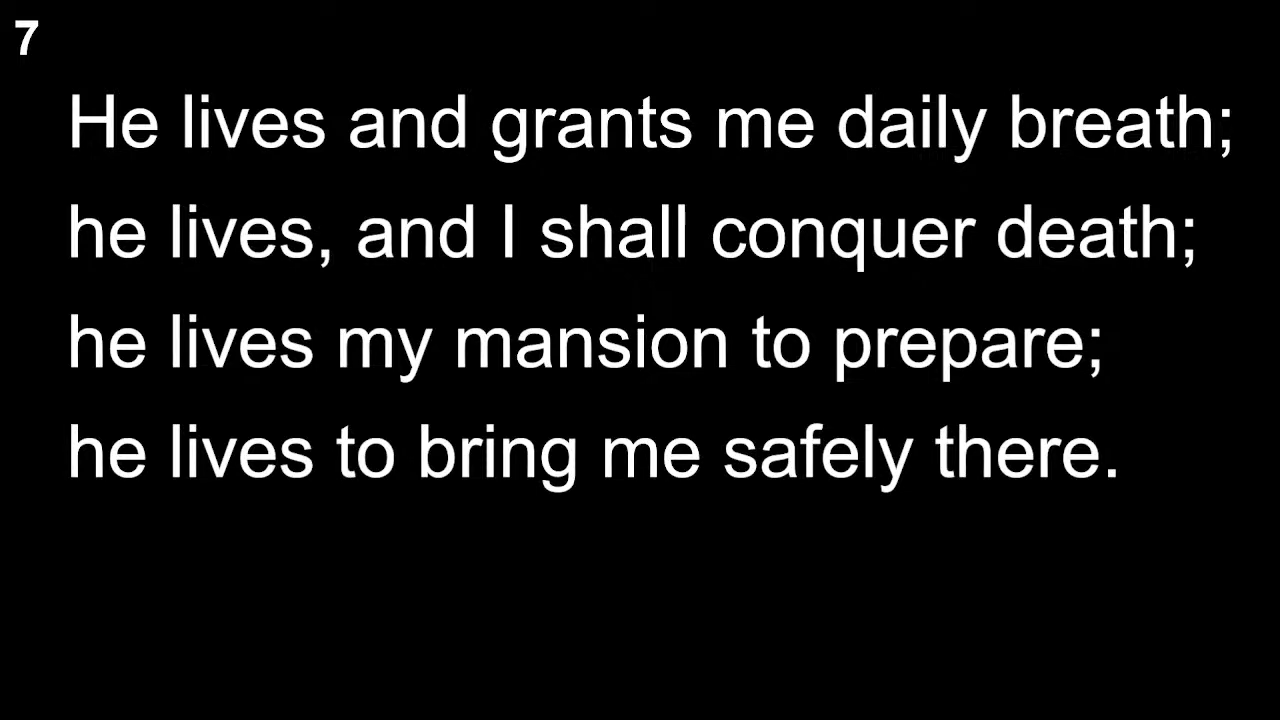 7
He lives and grants me daily breath;
he lives, and I shall conquer death;
he lives my mansion to prepare;
he lives to bring me safely there.